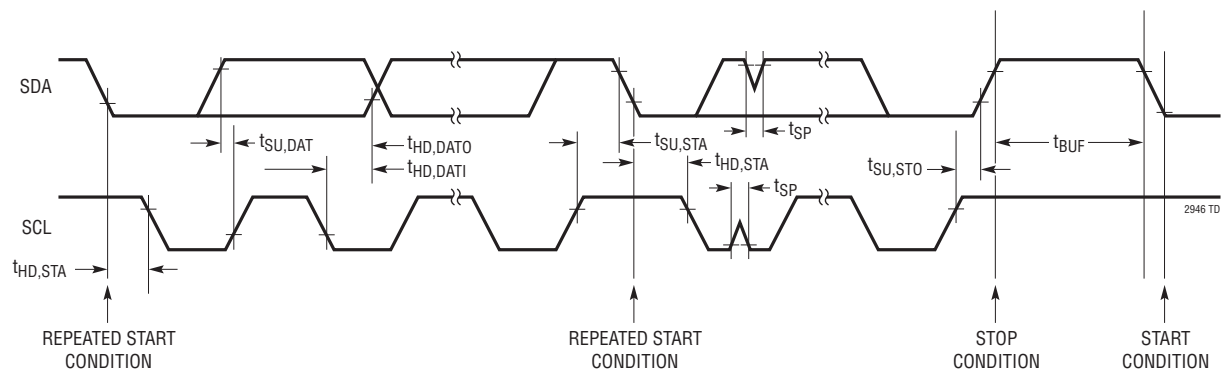 SDA
tSU,DAT
tHD,DATO
tHD,DATI
tSU,STA
tHD,STA
tSP
tSP
tSU,STO
tBUF
2946 TD
SCL
tHD,STA
REPEATED START
CONDITION
REPEATED START
CONDITION
STOP
CONDITION
START
CONDITION